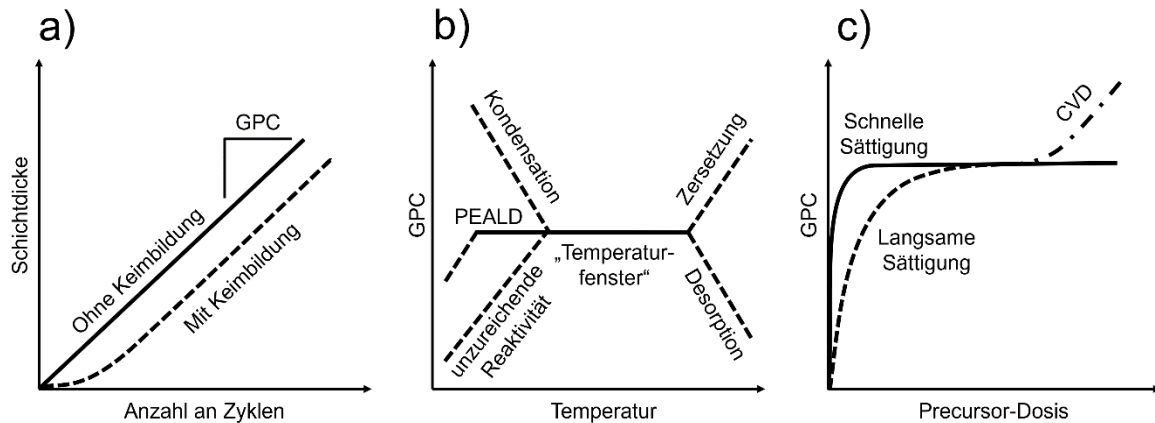 a)
Schichtdicke
GPC
Ohne Keimbildung
Mit Keimbildung
Anzahl an Zyklen
b)
GPC
Kondensation
PEALD
Zersetzung
„Temperatur-
fenster“
unzureichende
Reaktivität
Desorption
Temperatur
c)
GPC
Schnelle
Sättigung
CVD
Langsame
Sättigung
Precursor-Dosis